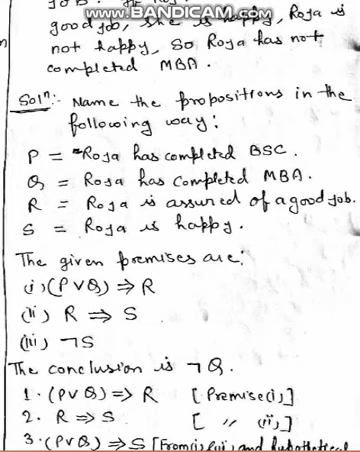 WWW.BANDICAM.COM
good job, she is happy, Roja is
not happy, So Roja has not
completed MBA.
Solⁿ:- Name the propositions in the
following way:
P = "Roja has completed BSC.
Q = Roja has completed MBA.
R = Roja is assured of a good job.
S = Roja is happy.
The given premises are:
(i) (P∨Q) ⇒ R
(ii) R ⇒ S
(iii) ¬S
The conclusion is ¬Q.
1. (P∨Q) ⇒ R [Premise(i)]
2. R ⇒ S [ " (ii)]
3. (P∨Q) ⇒ S [From(i),(ii) and hypothetical